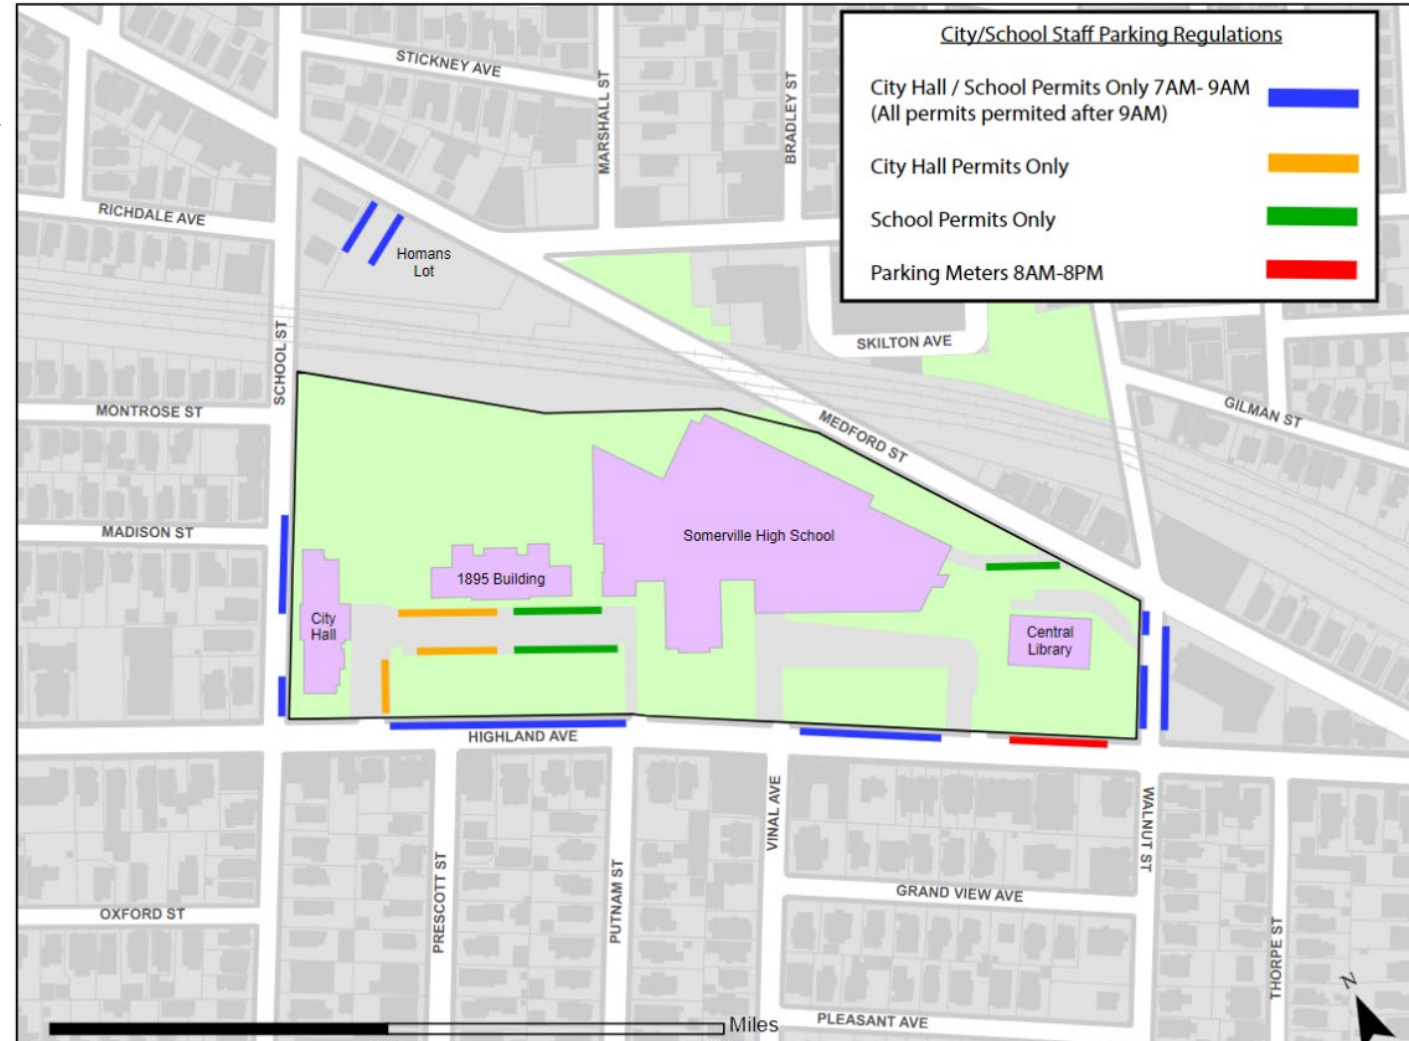 City/School Staff Parking Regulations
City Hall / School Permits Only 7AM- 9AM
(All permits permited after 9AM)
City Hall Permits Only
School Permits Only
Parking Meters 8AM-8PM
STICKNEY AVE
MARSHALL ST
BRADLEY ST
RICHDALE AVE
Homans
Lot
SCHOOL ST
SKILTON AVE
MONTROSE ST
MEDFORD ST
GILMAN ST
MADISON ST
Somerville High School
1895 Building
City
Hall
Central
Library
HIGHLAND AVE
VINAL AVE
WALNUT ST
PRESCOTT ST
PUTNAM ST
GRAND VIEW AVE
OXFORD ST
THORPE ST
N
Miles
PLEASANT AVE